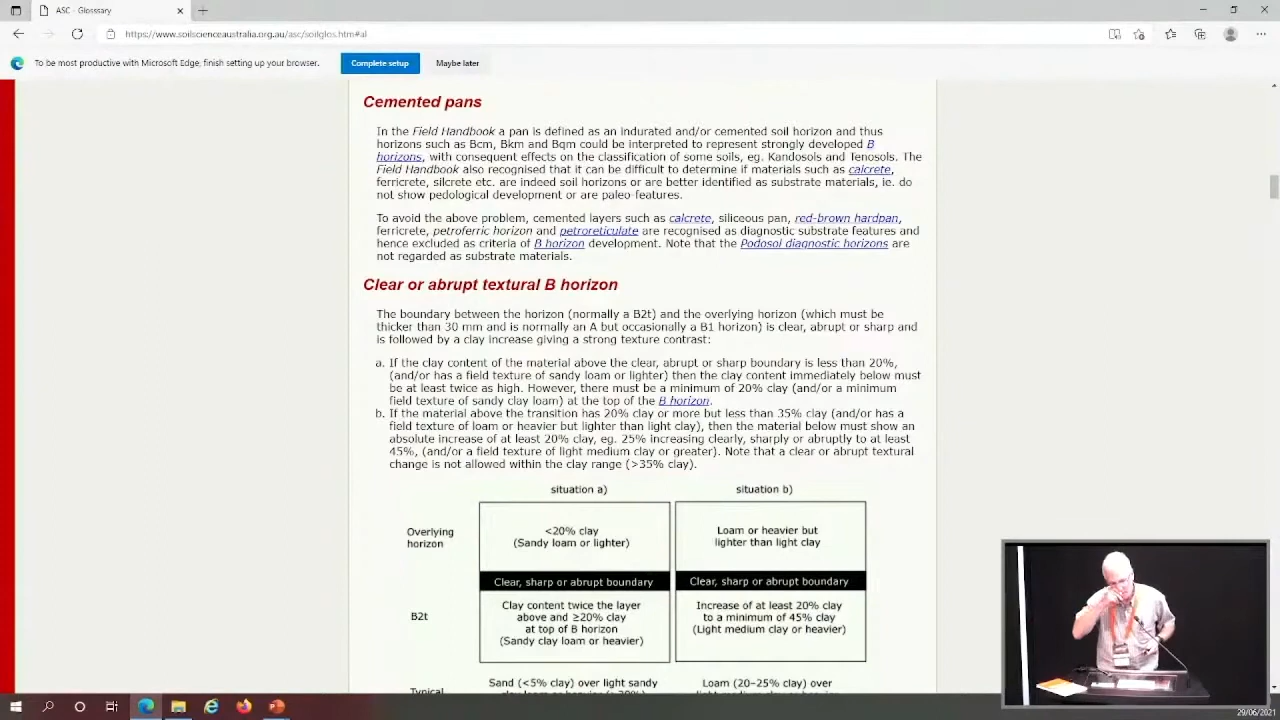 ASC - Glosssary
https://www.soilscienceaustralia.org.au/asc/soilglos.htm#al
To be most productive with Microsoft Edge, finish setting up your browser.
Complete setup
Maybe later
Cemented pans
In the Field Handbook a pan is defined as an indurated and/or cemented soil horizon and thus
horizons such as Bcm, Bkm and Bqm could be interpreted to represent strongly developed B
horizons, with consequent effects on the classification of some soils, eg. Kandosols and Tenosols. The
Field Handbook also recognised that it can be difficult to determine if materials such as calcrete,
ferricrete, silcrete etc. are indeed soil horizons or are better identified as substrate materials, ie. do
not show pedological development or are paleo-features.
To avoid the above problem, cemented layers such as calcrete, siliceous pan, red-brown hardpan,
ferricrete, petroferric horizon and petroreticulate are recognised as diagnostic substrate features and
hence excluded as criteria of B horizon development. Note that the Podosol diagnostic horizons are
not regarded as substrate materials.
Clear or abrupt textural B horizon
The boundary between the horizon (normally a B2t) and the overlying horizon (which must be
thicker than 30 mm and is normally an A but occasionally a B1 horizon) is clear, abrupt or sharp and
is followed by a clay increase giving a strong texture contrast:
a. If the clay content of the material above the clear, abrupt or sharp boundary is less than 20%,
(and/or has a field texture of sandy loam or lighter) then the clay content immediately below must
be at least twice as high. However, there must be a minimum of 20% clay (and/or a minimum
field texture of sandy clay loam) at the top of the B horizon.
b. If the material above the transition has 20% clay or more but less than 35% clay (and/or has a
field texture of loam or heavier but lighter than light clay), then the material below must show an
absolute increase of at least 20% clay, eg. 25% increasing clearly, sharply or abruptly to at least
45%, (and/or a field texture of light medium clay or greater). Note that a clear or abrupt textural
change is not allowed within the clay range (>35% clay).
situation a)
situation b)
Overlying
horizon
<20% clay
(Sandy loam or lighter)
Loam or heavier but
lighter than light clay
Clear, sharp or abrupt boundary
Clear, sharp or abrupt boundary
B2t
Clay content twice the layer
above and ≥20% clay
at top of B horizon
(Sandy clay loam or heavier)
Increase of at least 20% clay
to a minimum of 45% clay
(Light medium clay or heavier)
Typical
Sand (<5% clay) over light sandy
Loam (20-25% clay) over
29/06/2021